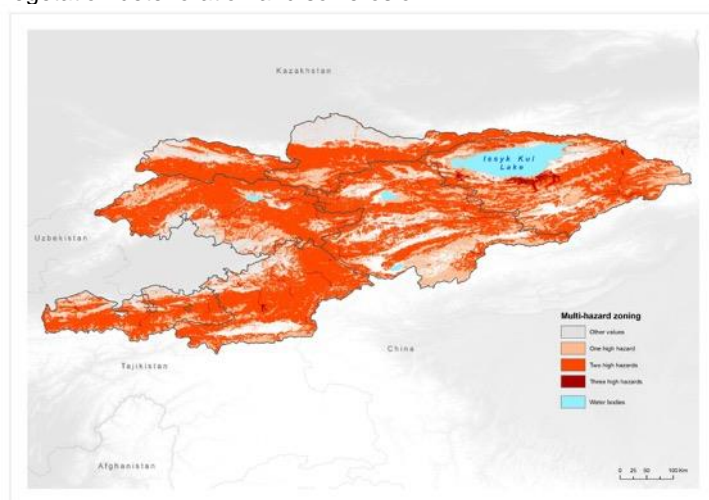 Kazakhstan
Issyk Kul
Lake
Uzbekistan
Tajikistan
China
Afghanistan
Multi-hazard zoning
Other values
One high hazard
Two high hazards
Three high hazards
Water bodies
0 25 50 100 Km